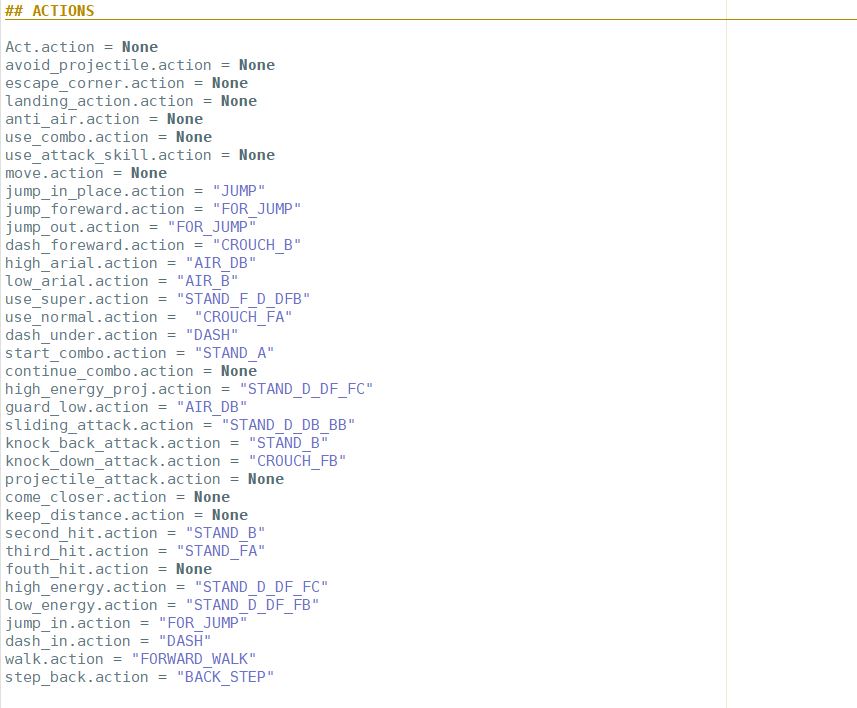 ## ACTIONS
Act.action = None
avoid_projectile.action = None
escape_corner.action = None
landing_action.action = None
anti_air.action = None
use_combo.action = None
use_attack_skill.action = None
move.action = None
jump_in_place.action = "JUMP"
jump_foreward.action = "FOR_JUMP"
jump_out.action = "FOR_JUMP"
dash_foreward.action = "CROUCH_B"
high_arial.action = "AIR_DB"
low_arial.action = "AIR_B"
use_super.action = "STAND_F_D_DFB"
use_normal.action =  "CROUCH_FA"
dash_under.action = "DASH"
start_combo.action = "STAND_A"
continue_combo.action = None
high_energy_proj.action = "STAND_D_DF_FC"
guard_low.action = "AIR_DB"
sliding_attack.action = "STAND_D_DB_BB"
knock_back_attack.action = "STAND_B"
knock_down_attack.action = "CROUCH_FB"
projectile_attack.action = None
come_closer.action = None
keep_distance.action = None
second_hit.action = "STAND_B"
third_hit.action = "STAND_FA"
fouth_hit.action = None
high_energy.action = "STAND_D_DF_FC"
low_energy.action = "STAND_D_DF_FB"
jump_in.action = "FOR_JUMP"
dash_in.action = "DASH"
walk.action = "FORWARD_WALK"
step_back.action = "BACK_STEP"